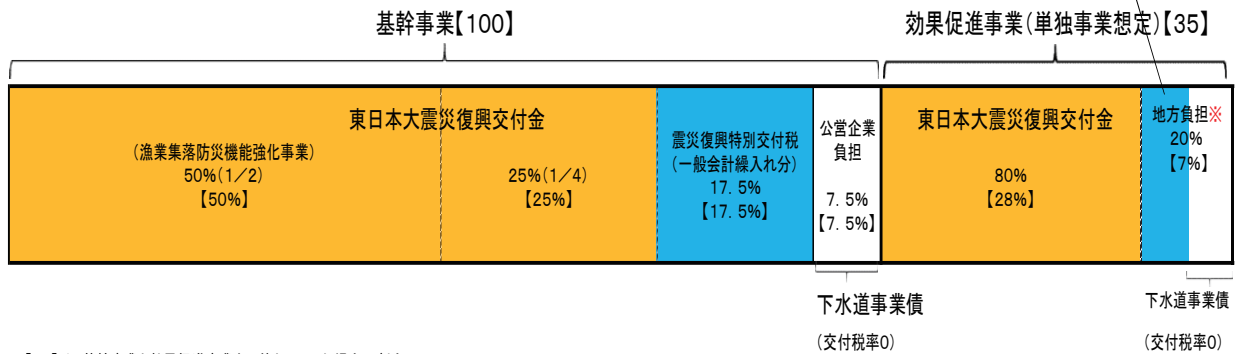 基幹事業【100】
効果促進事業(単独事業想定)【35】
東日本大震災復興交付金
(漁業集落防災機能強化事業)
50%(1/2)
【50%】
25%(1/4)
【25%】
震災復興特別交付税
(一般会計繰入れ分)
17.5%
【17.5%】
公営企業
負担
7.5%
【7.5%】
東日本大震災復興交付金
80%
【28%】
地方負担※
20%
【7%】
下水道事業債
(交付税率0)
下水道事業債
(交付税率0)